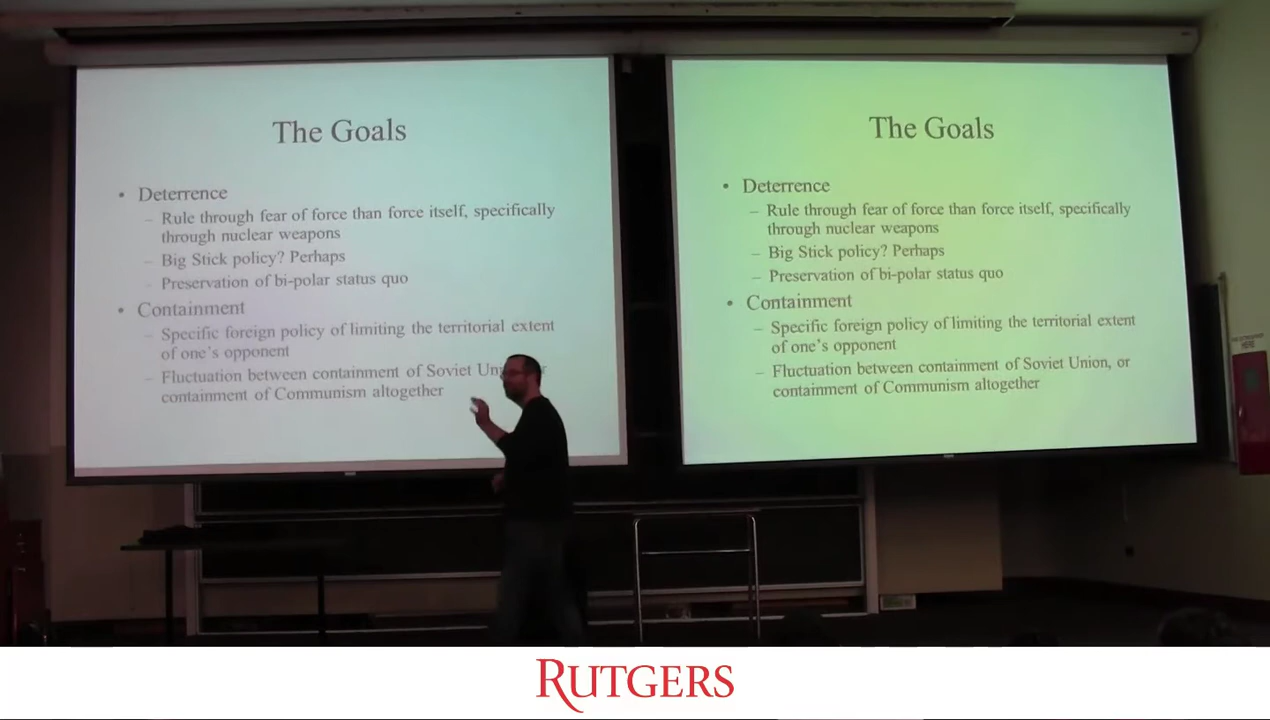 The Goals
• Deterrence
– Rule through fear of force than force itself, specifically
through nuclear weapons
– Big Stick policy? Perhaps
– Preservation of bi-polar status quo
• Containment
– Specific foreign policy of limiting the territorial extent
of one's opponent
– Fluctuation between containment of Soviet Un
containment of Communism altogether
The Goals
• Deterrence
– Rule through fear of force than force itself, specifically
through nuclear weapons
– Big Stick policy? Perhaps
– Preservation of bi-polar status quo
• Containment
– Specific foreign policy of limiting the territorial extent
of one's opponent
– Fluctuation between containment of Soviet Union, or
containment of Communism altogether
HERE
RUTGERS